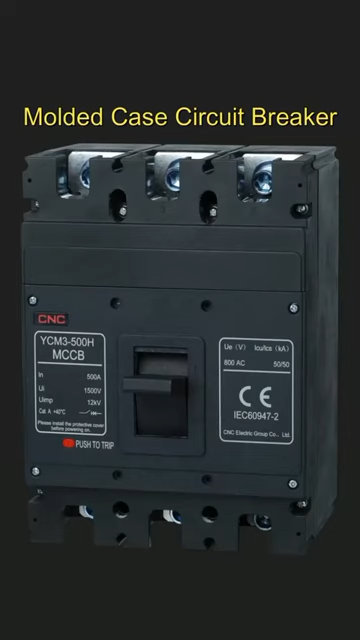 Molded Case Circuit Breaker
CNC
YCM3-500H
MCCB
In 500A
Ui 1500V
Uimp 12kV
Cat A +40°C
Please install the protective cover
before powering on.
PUSH TO TRIP
Ue (V) Icu/Ics (kA)
800 AC 50/50
CE
IEC60947-2
CNC Electric Group Co., Ltd.